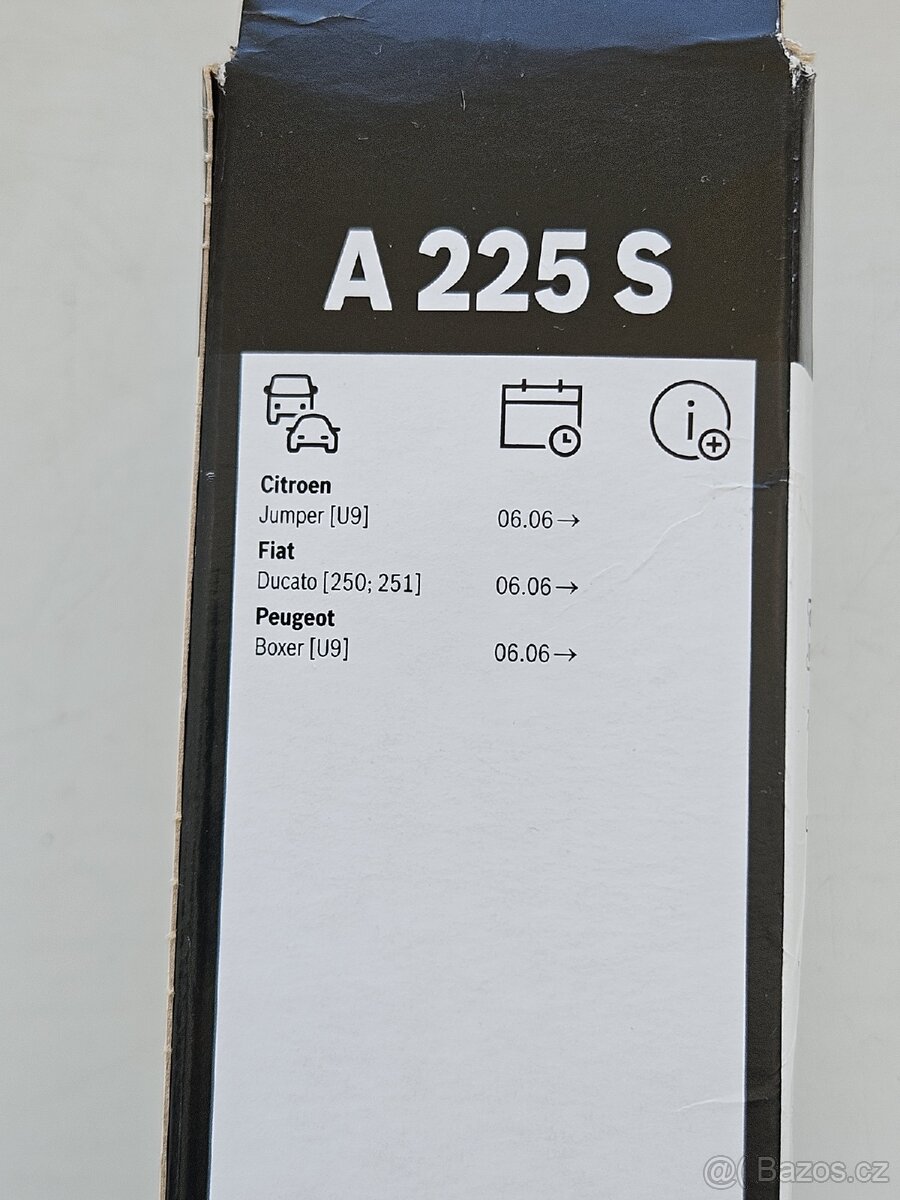 A 225 S
Citroen
Jumper [U9] 06.06→
Fiat
Ducato [250; 251] 06.06→
Peugeot
Boxer [U9] 06.06→
@( Bazos.cz